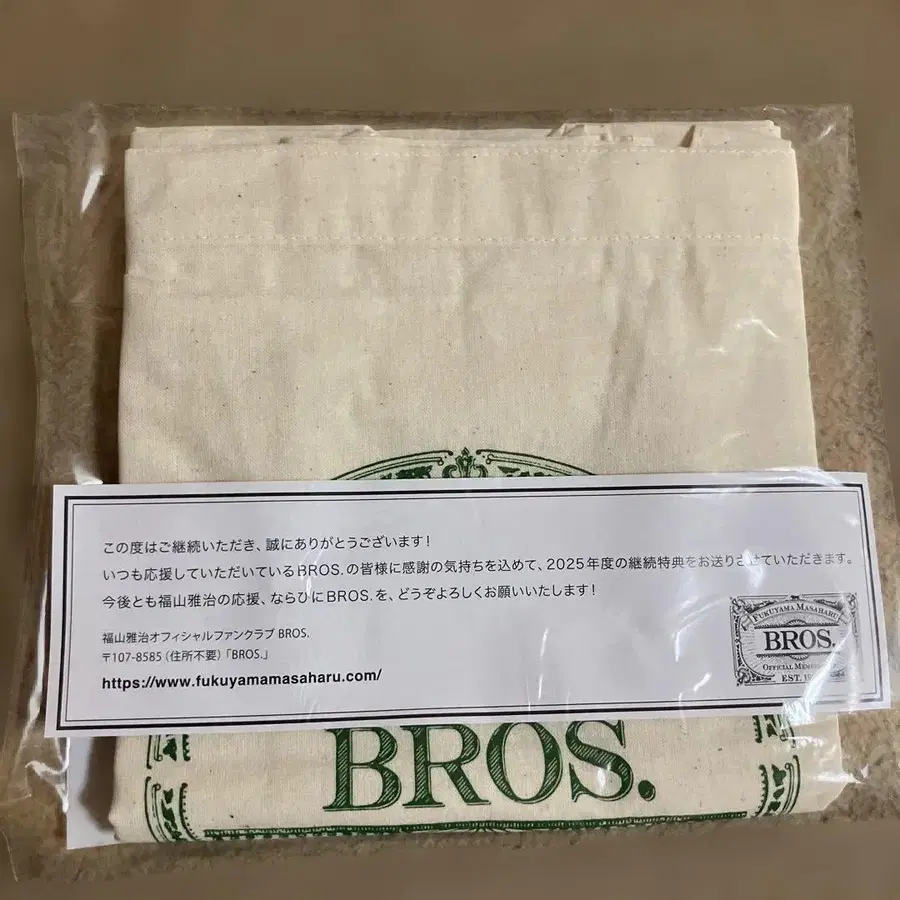 この度はご継続いただき、誠にありがとうございます！
いつも応援していただいているBROS.の皆様に感謝の気持ちを込めて、2025年度の継続特典をお送りさせていただきます。
今後とも福山雅治の応援、ならびにBROS.を、どうぞよろしくお願いいたします！
福山雅治オフィシャルファンクラブ BROS.
〒107-8585（住所不要）「BROS.」
https://www.fukuyamamasaharu.com/
FUKUYAMA MASAHARU
BROS.
OFFICIAL
EST.
BROS.